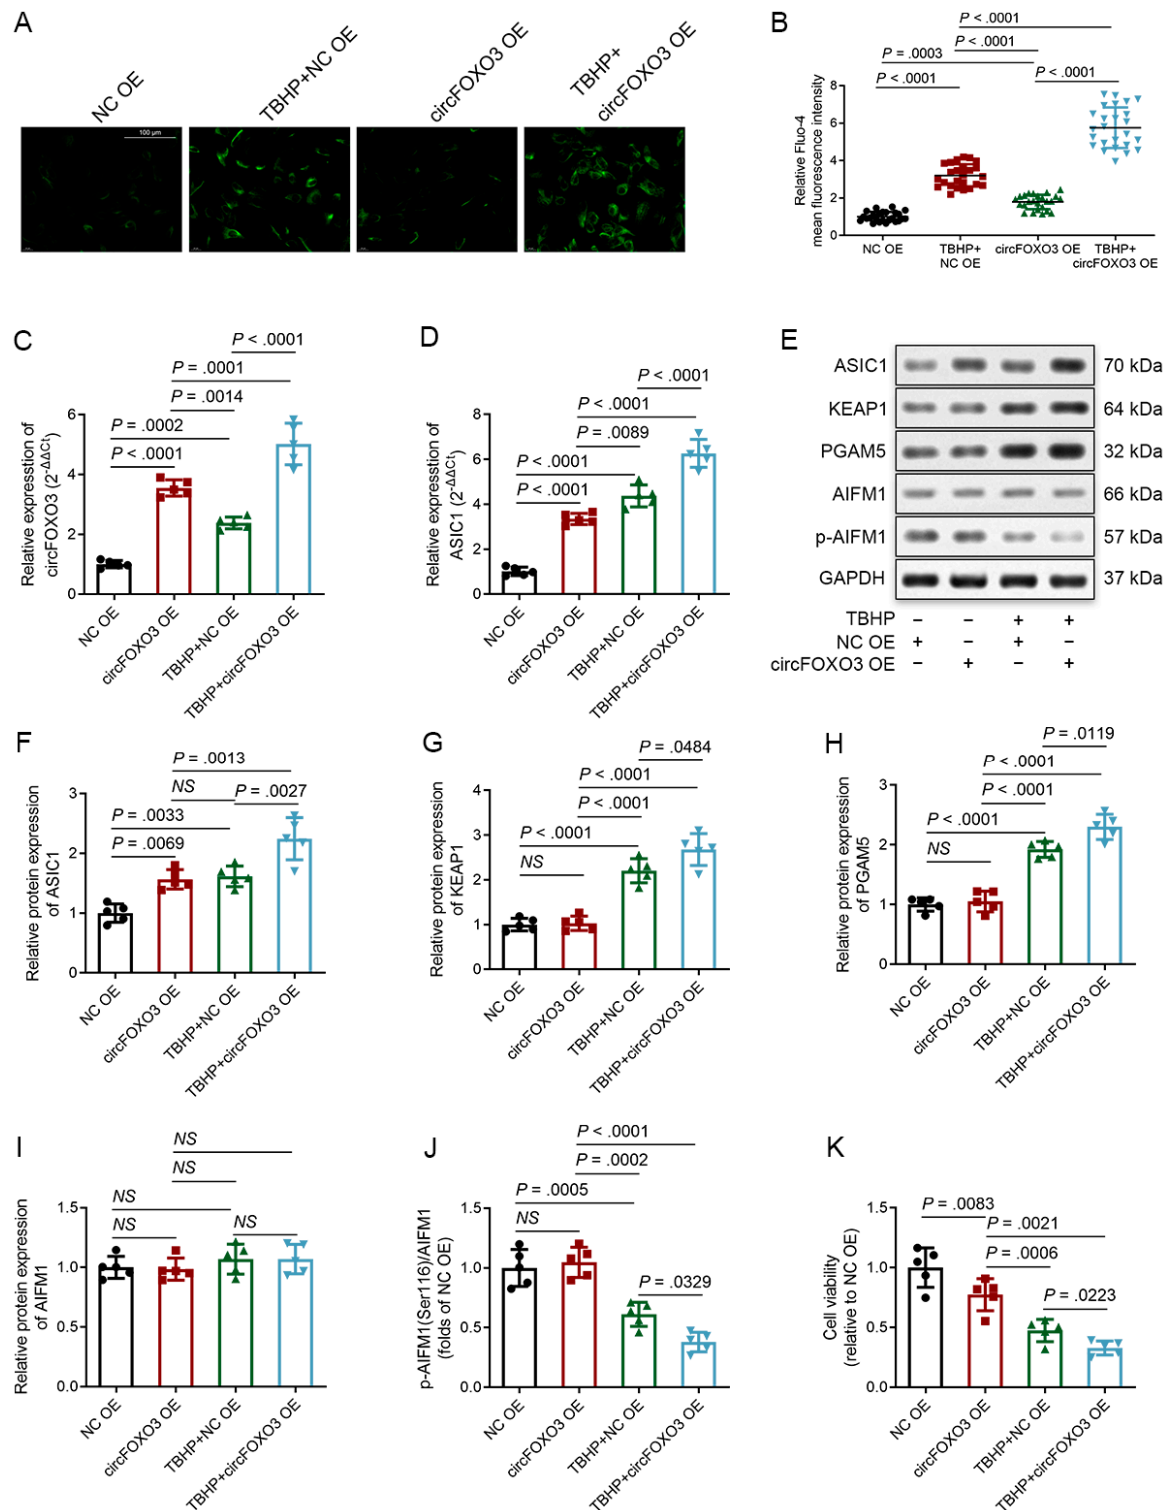 A
NC OE
TBHP+NC OE
circFOXO3 OE
TBHP+
circFOXO3 OE
100 μm
B
P < .0001
P < .0001
P = .0003
P < .0001
P < .0001
Relative Fluo-4
mean fluorescence intensity
8
6
4
2
0
NC OE
TBHP+
NC OE
circFOXO3 OE
TBHP+
circFOXO3 OE
C
P < .0001
P = .0001
P = .0014
P = .0002
P < .0001
Relative experstion of
circFOXO3 (2-ΔΔCt)
6
4
2
0
NC OE
circFOXO3 OE
TBHP+NC OE
TBHP+circFOXO3 OE
D
P < .0001
P < .0001
P = .0089
P < .0001
P < .0001
Relative expression of
ASIC1 (2-ΔΔCt)
8
6
4
2
0
NC OE
circFOXO3 OE
TBHP+NC OE
TBHP+circFOXO3 OE
E
ASIC1 70 kDa
KEAP1 64 kDa
PGAM5 32 kDa
AIFM1 66 kDa
p-AIFM1 57 kDa
GAPDH 37 kDa
TBHP − − + +
NC OE + − + −
circFOXO3 OE − + − +
F
P = .0013
NS
P = .0027
P = .0033
P = .0069
Relative protein expression
of ASIC1
3
2
1
0
NC OE
circFOXO3 OE
TBHP+NC OE
TBHP+circFOXO3 OE
G
P = .0484
P < .0001
P < .0001
P < .0001
NS
Relative protein expression
of KEAP1
4
3
2
1
0
NC OE
circFOXO3 OE
TBHP+NC OE
TBHP+circFOXO3 OE
H
P = .0119
P < .0001
P < .0001
P < .0001
NS
Relative protein expression
of PGAM5
3
2
1
0
NC OE
circFOXO3 OE
TBHP+NC OE
TBHP+circFOXO3 OE
I
NS
NS
NS
NS
NS
Relative protein expression
of AIFM1
1.5
1.0
0.5
0.0
NC OE
circFOXO3 OE
TBHP+NC OE
TBHP+circFOXO3 OE
J
P < .0001
P = .0002
P = .0005
NS
P = .0329
p-AIFM1(Ser116)/AIFM1
(folds of NC OE)
1.5
1.0
0.5
0.0
NC OE
circFOXO3 OE
TBHP+NC OE
TBHP+circFOXO3 OE
K
P = .0083
P = .0021
P = .0006
P = .0223
Cell viability
(relative to NC OE)
1.5
1.0
0.5
0.0
NC OE
circFOXO3 OE
TBHP+NC OE
TBHP+circFOXO3 OE